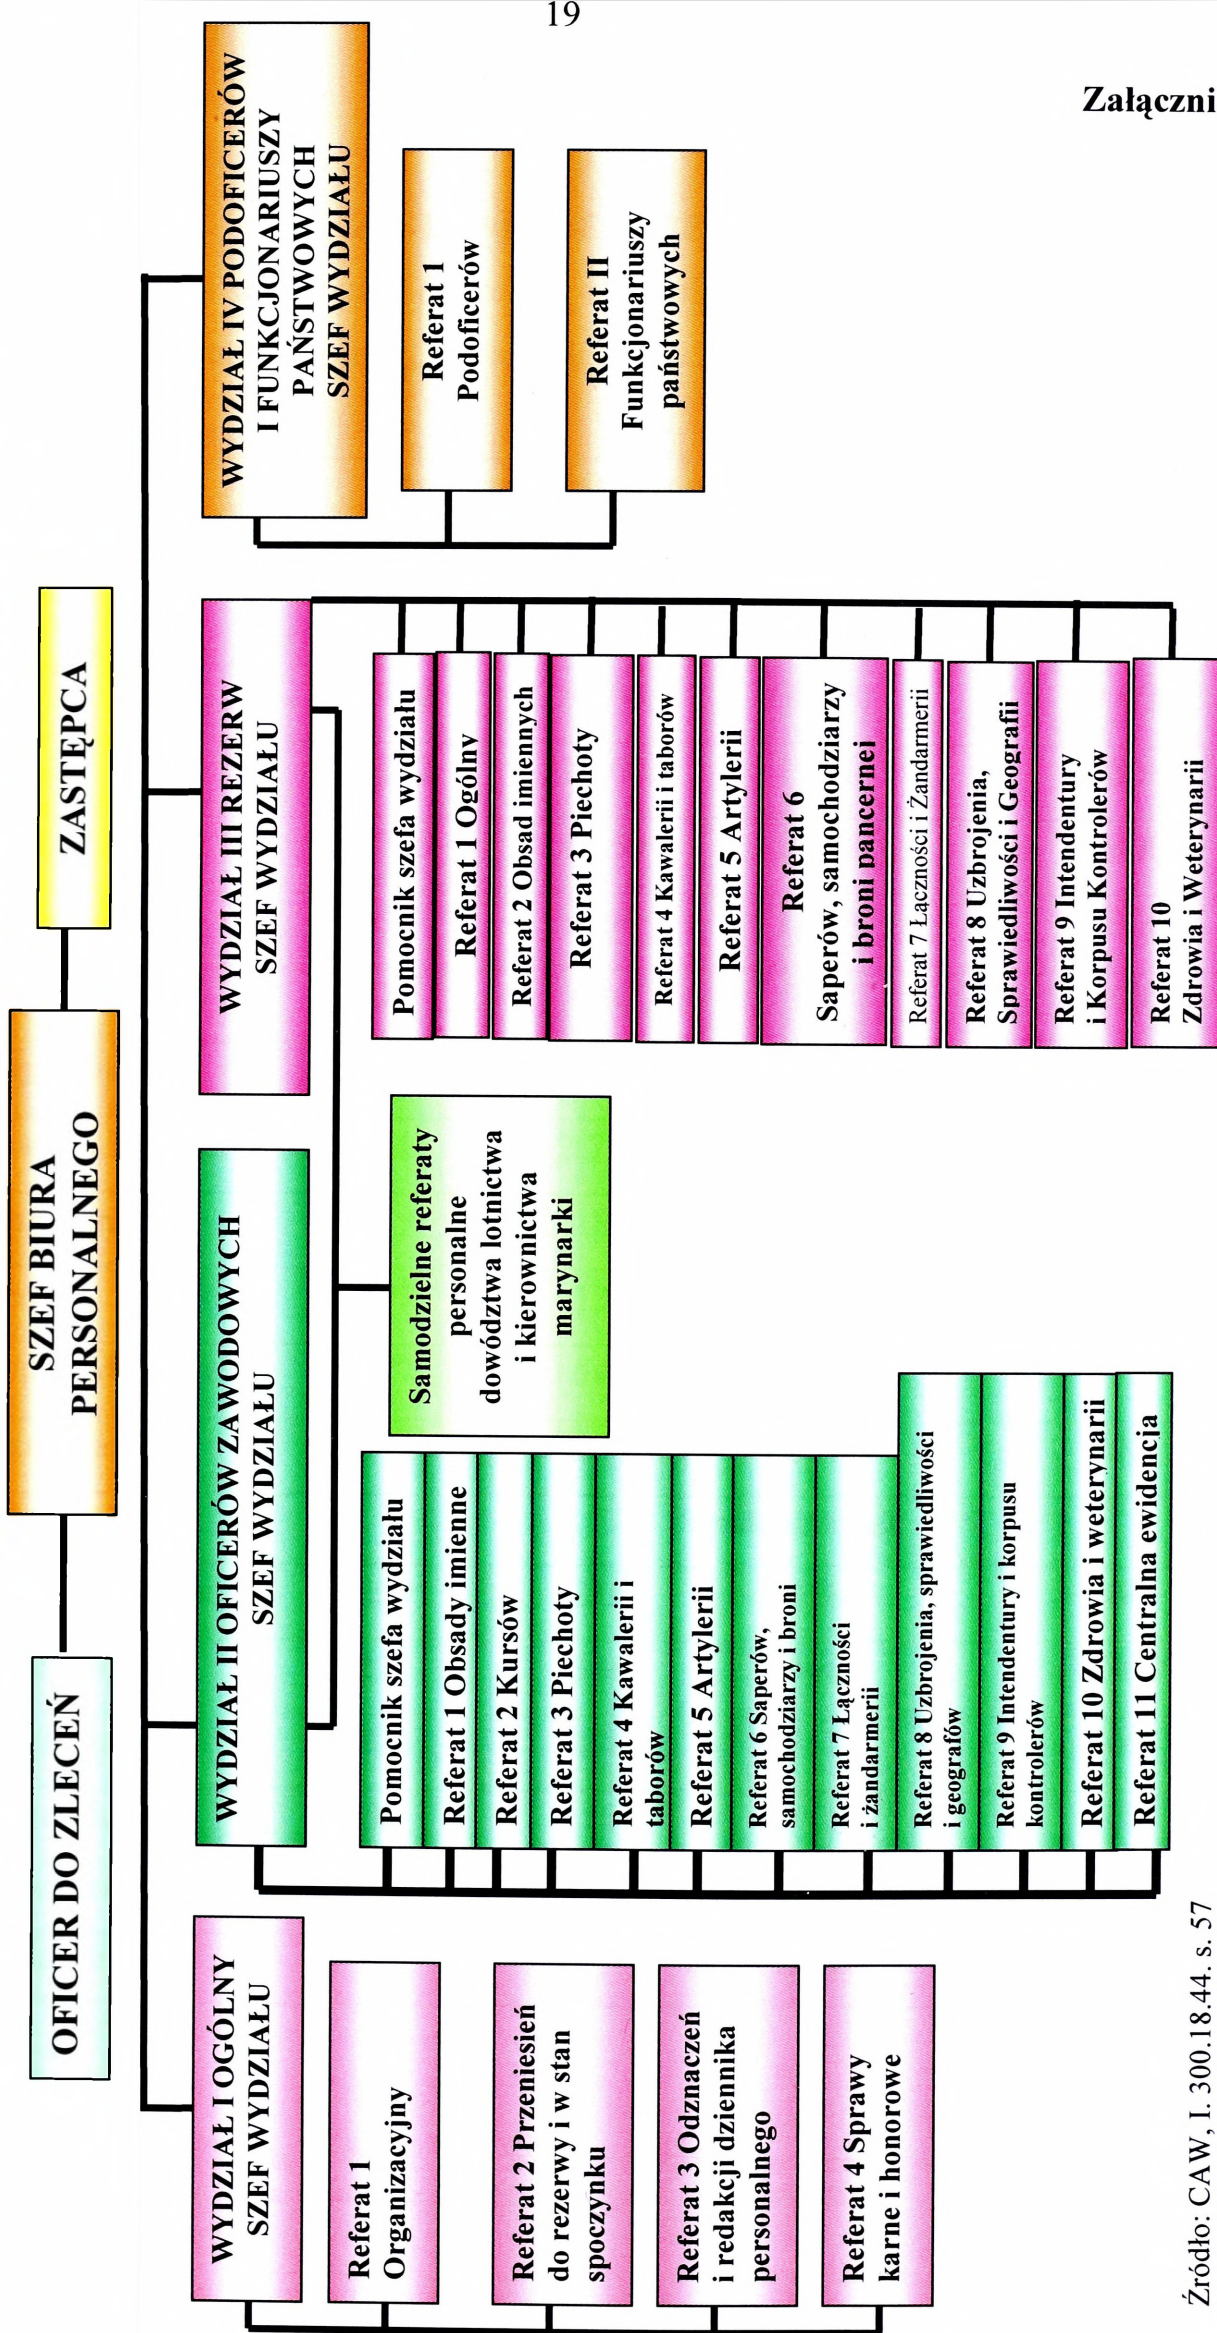 19
Załączni
OFICER DO ZLECEŃ
SZEF BIURA
PERSONALNEGO
ZASTĘPCA
WYDZIAŁ I OGÓLNY
SZEF WYDZIAŁU
Referat 1
Organizacyjny
Referat 2 Przeniesień
do rezerwy i w stan
spoczynku
Referat 3 Odznaczeń
i redakcji dziennika
personalnego
Referat 4 Sprawy
karne i honorowe
WYDZIAŁ II OFICERÓW ZAWODOWYCH
SZEF WYDZIAŁU
Pomocnik szefa wydziału
Referat 1 Obsady imienne
Referat 2 Kursów
Referat 3 Piechoty
Referat 4 Kawalerii i
taborów
Referat 5 Artylerii
Referat 6 Saperów,
samochodziarzy i broni
Referat 7 Łączności
i żandarmerii
Referat 8 Uzbrojenia, sprawiedliwości
i geografów
Referat 9 Intendentury i korpusu
kontrolerów
Referat 10 Zdrowia i weterynarii
Referat 11 Centralna ewidencja
Samodzielne referaty
personalne
dowództwa lotnictwa
i kierownictwa
marynarki
WYDZIAŁ III REZERW
SZEF WYDZIAŁU
Pomocnik szefa wydziału
Referat 1 Ogólny
Referat 2 Obsad imiennych
Referat 3 Piechoty
Referat 4 Kawalerii i taborów
Referat 5 Artylerii
Referat 6
Saperów, samochodziarzy
i broni pancernej
Referat 7 Łączności i Żandarmerii
Referat 8 Uzbrojenia,
Sprawiedliwości i Geografii
Referat 9 Intendentury
i Korpusu Kontrolerów
Referat 10
Zdrowia i Weterynarii
WYDZIAŁ IV PODOFICERÓW
I FUNKCJONARIUSZY
PAŃSTWOWYCH
SZEF WYDZIAŁU
Referat 1
Podoficerów
Referat II
Funkcjonariuszy
państwowych
Źródło: CAW, I. 300.18.44. s. 57